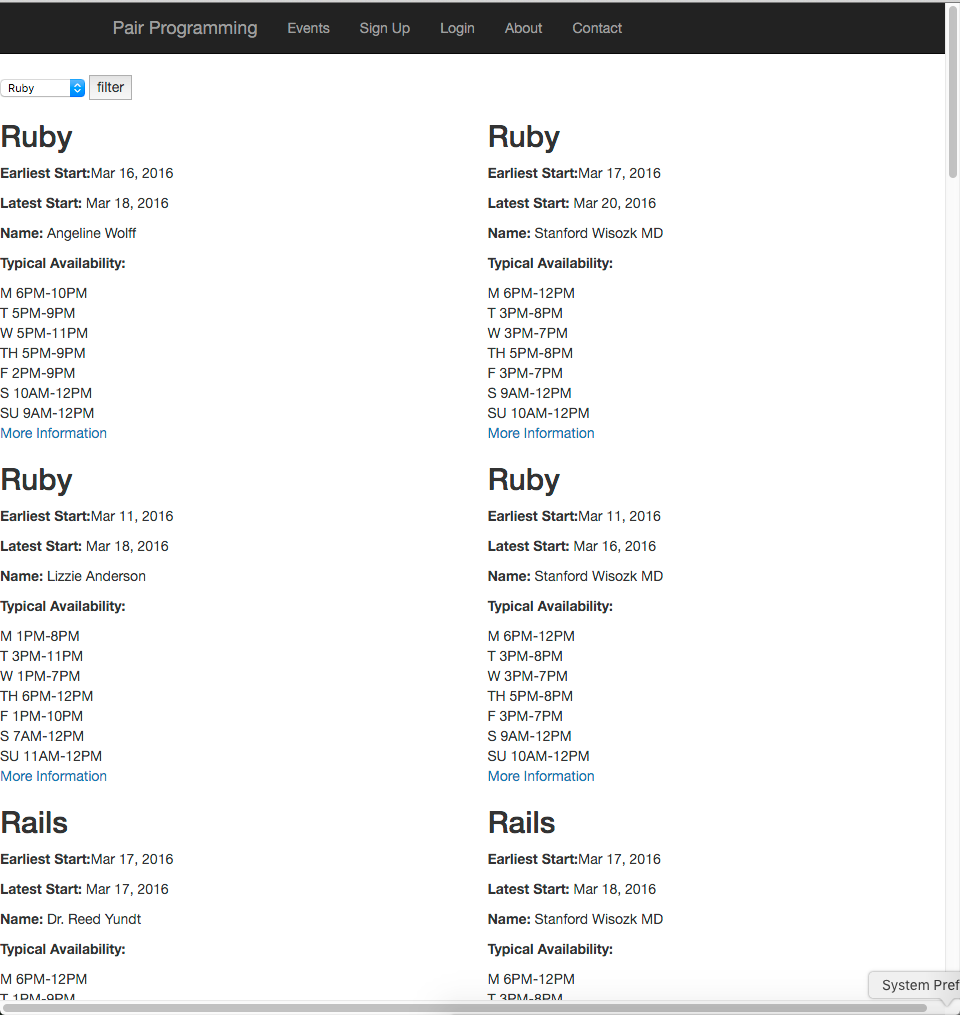 Pair Programming Events Sign Up Login About Contact
Ruby filter
Ruby
Earliest Start:Mar 16, 2016
Latest Start: Mar 18, 2016
Name: Angeline Wolff
Typical Availability:
M 6PM-10PM
T 5PM-9PM
W 5PM-11PM
TH 5PM-9PM
F 2PM-9PM
S 10AM-12PM
SU 9AM-12PM
More Information
Ruby
Earliest Start:Mar 17, 2016
Latest Start: Mar 20, 2016
Name: Stanford Wisozk MD
Typical Availability:
M 6PM-12PM
T 3PM-8PM
W 3PM-7PM
TH 5PM-8PM
F 3PM-7PM
S 9AM-12PM
SU 10AM-12PM
More Information
Ruby
Earliest Start:Mar 11, 2016
Latest Start: Mar 18, 2016
Name: Lizzie Anderson
Typical Availability:
M 1PM-8PM
T 3PM-11PM
W 1PM-7PM
TH 6PM-12PM
F 1PM-10PM
S 7AM-12PM
SU 11AM-12PM
More Information
Ruby
Earliest Start:Mar 11, 2016
Latest Start: Mar 16, 2016
Name: Stanford Wisozk MD
Typical Availability:
M 6PM-12PM
T 3PM-8PM
W 3PM-7PM
TH 5PM-8PM
F 3PM-7PM
S 9AM-12PM
SU 10AM-12PM
More Information
Rails
Earliest Start:Mar 17, 2016
Latest Start: Mar 17, 2016
Name: Dr. Reed Yundt
Typical Availability:
M 6PM-12PM
T 1PM-9PM
Rails
Earliest Start:Mar 17, 2016
Latest Start: Mar 18, 2016
Name: Stanford Wisozk MD
Typical Availability:
M 6PM-12PM
T 3PM-8PM
System Pref